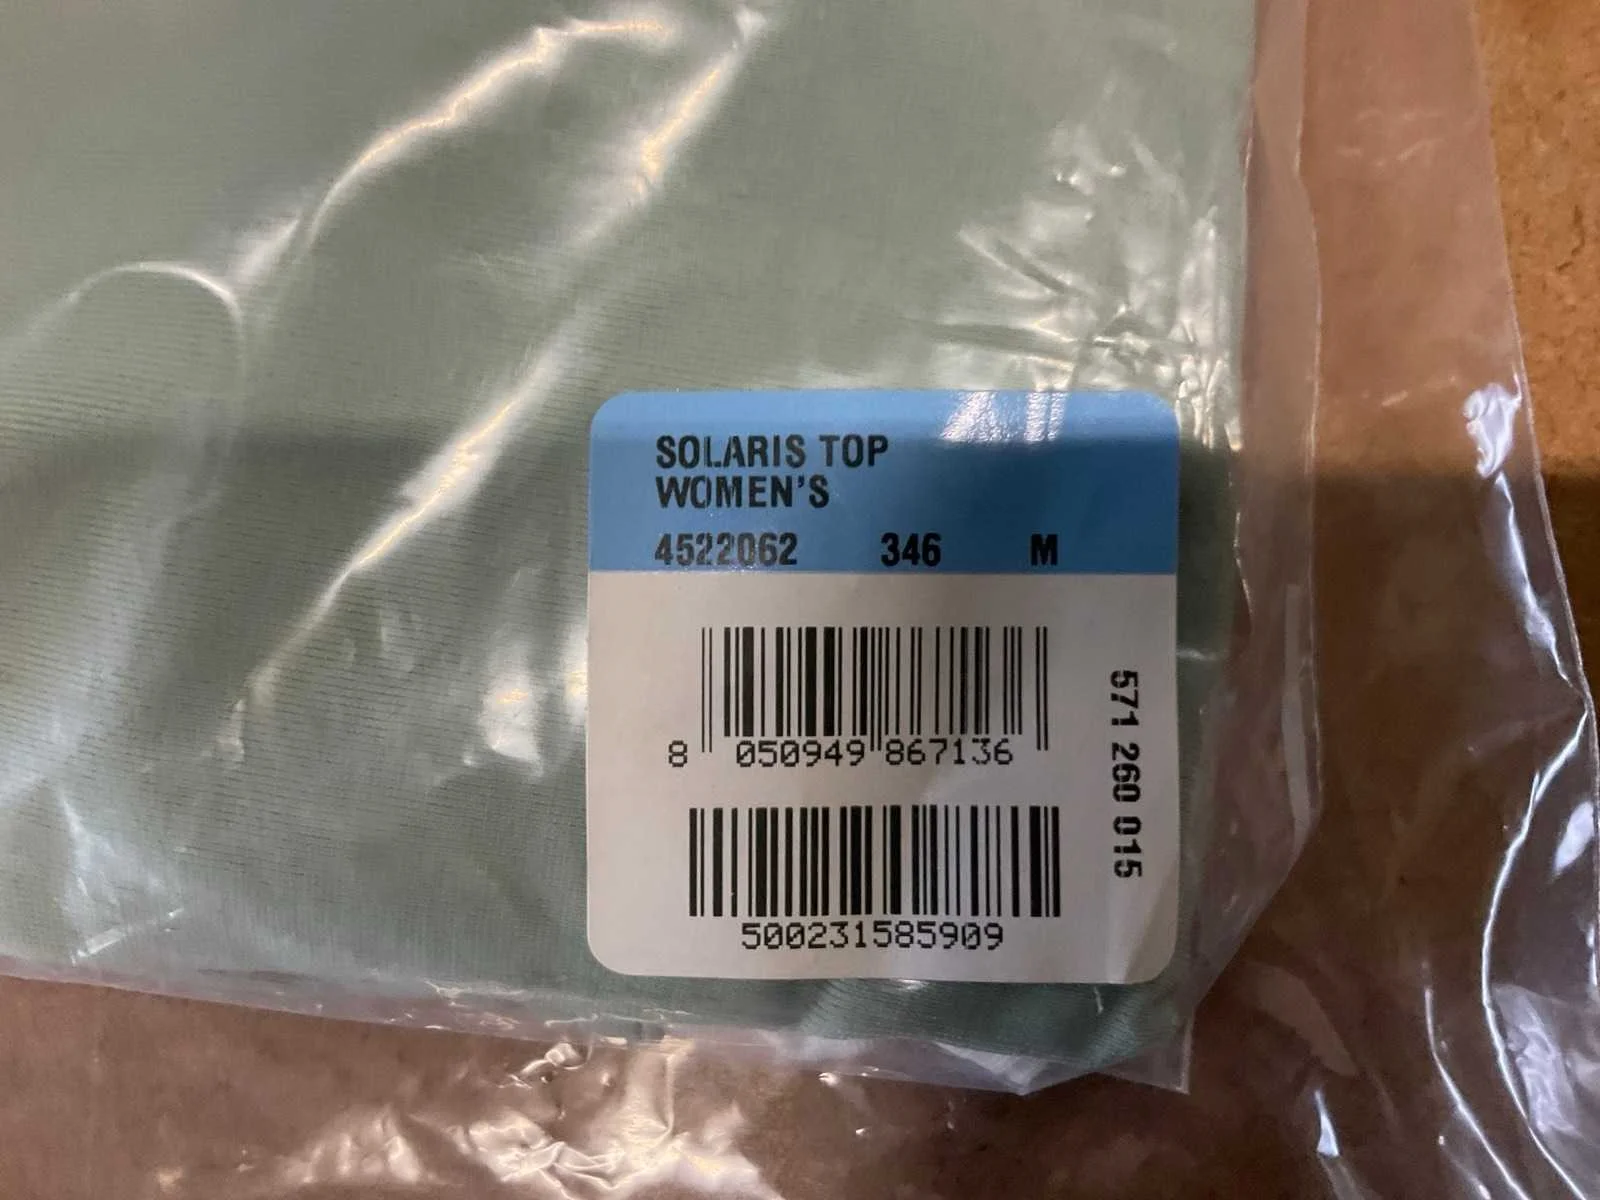 SOLARIS TOP
WOMEN'S
4522062 346 M
8 050949 867136
571 260 015
500231585909